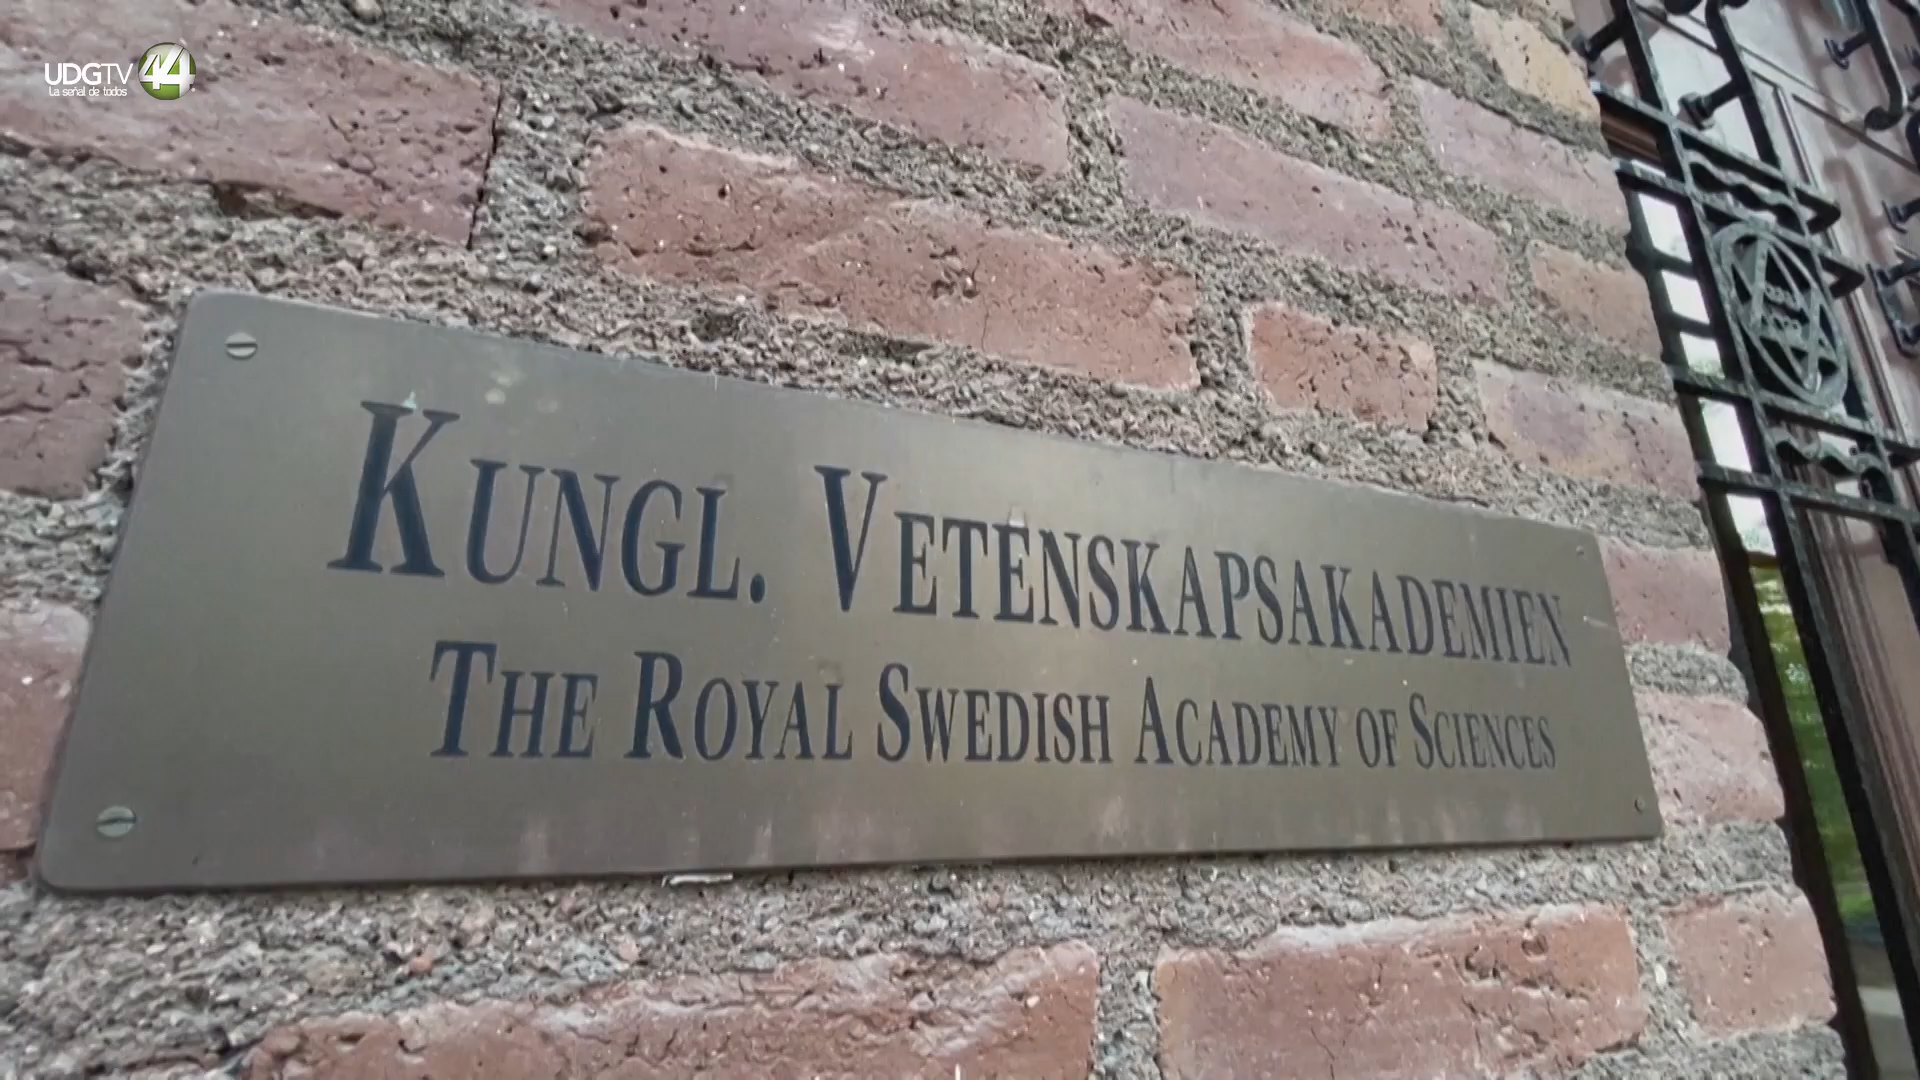 UDGTV 44
La señal de todos
KUNGL. VETENSKAPSAKADEMIEN
THE ROYAL SWEDISH ACADEMY OF SCIENCES